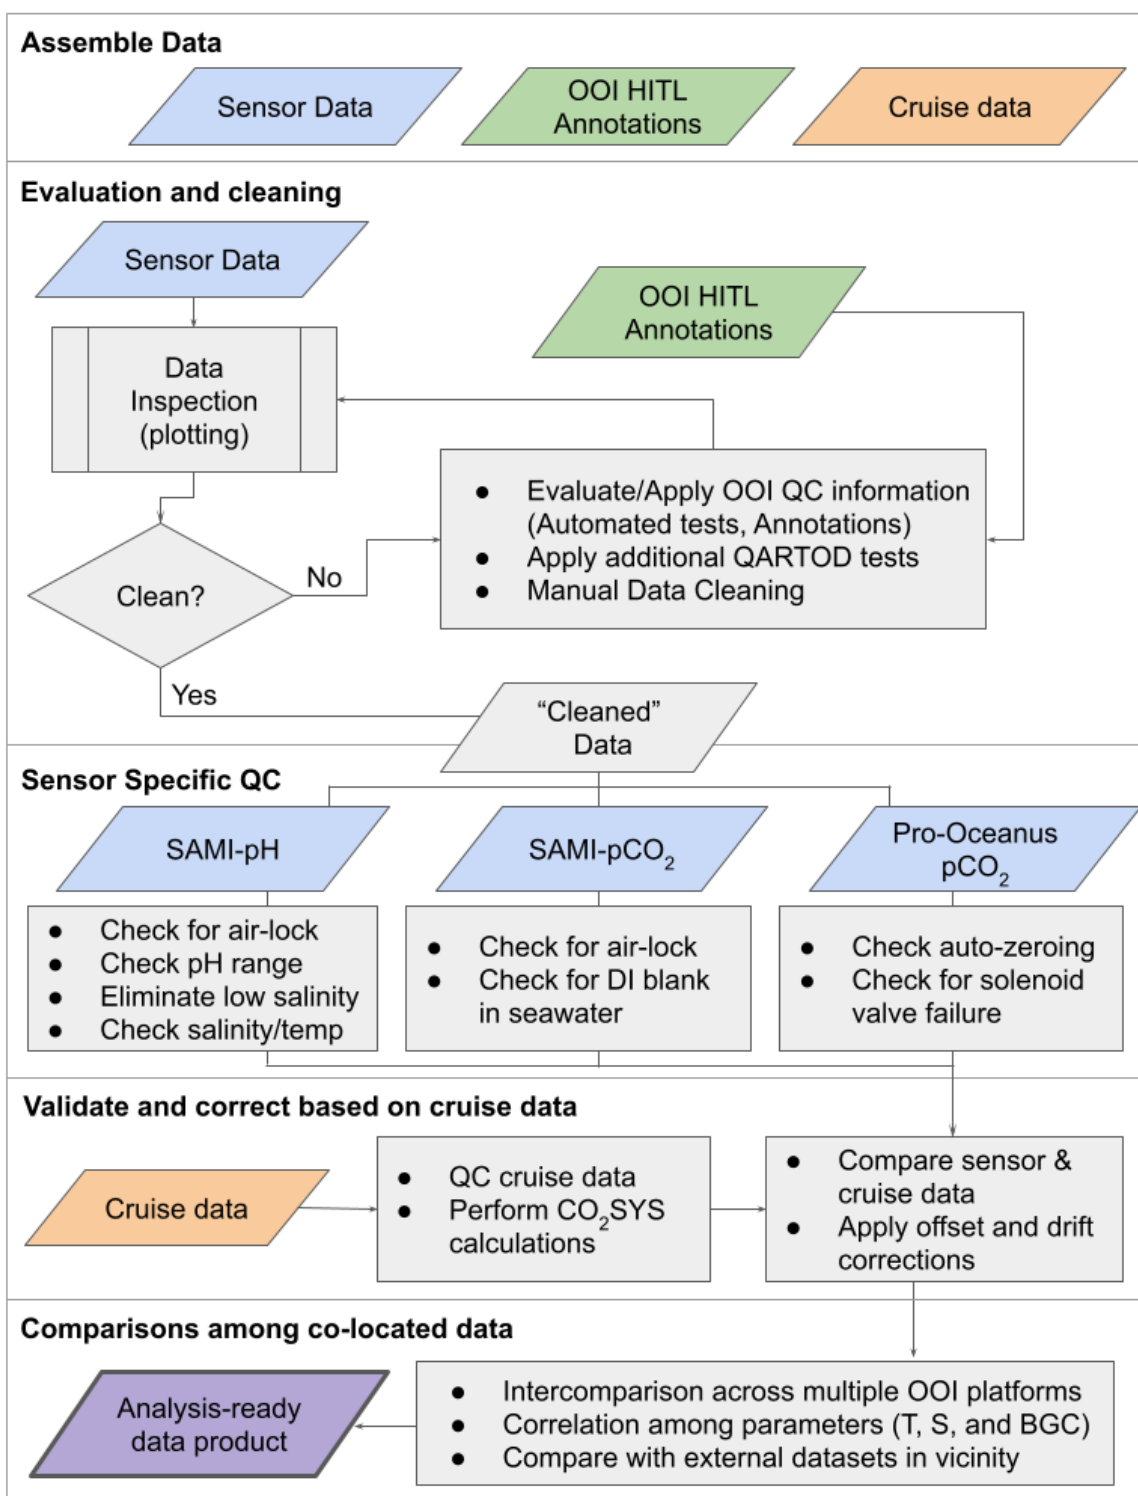 Assemble Data
Sensor Data
OOI HITL
Annotations
Cruise data
Evaluation and cleaning
Sensor Data
OOI HITL
Annotations
Data
Inspection
(plotting)
● Evaluate/Apply OOI QC information
(Automated tests, Annotations)
● Apply additional QARTOD tests
● Manual Data Cleaning
Clean?
No
Yes
“Cleaned”
Data
Sensor Specific QC
SAMI-pH
SAMI-pCO₂
Pro-Oceanus
pCO₂
● Check for air-lock
● Check pH range
● Eliminate low salinity
● Check salinity/temp
● Check for air-lock
● Check for DI blank
in seawater
● Check auto-zeroing
● Check for solenoid
valve failure
Validate and correct based on cruise data
Cruise data
● QC cruise data
● Perform CO₂SYS
calculations
● Compare sensor &
cruise data
● Apply offset and drift
corrections
Comparisons among co-located data
● Intercomparison across multiple OOI platforms
● Correlation among parameters (T, S, and BGC)
● Compare with external datasets in vicinity
Analysis-ready
data product